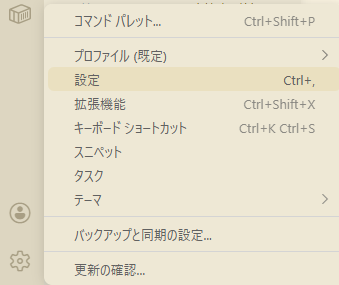 コマンド パレット... Ctrl+Shift+P
プロファイル (既定)
設定 Ctrl+,
拡張機能 Ctrl+Shift+X
キーボード ショートカット Ctrl+K Ctrl+S
スニペット
タスク
テーマ
バックアップと同期の設定...
更新の確認...